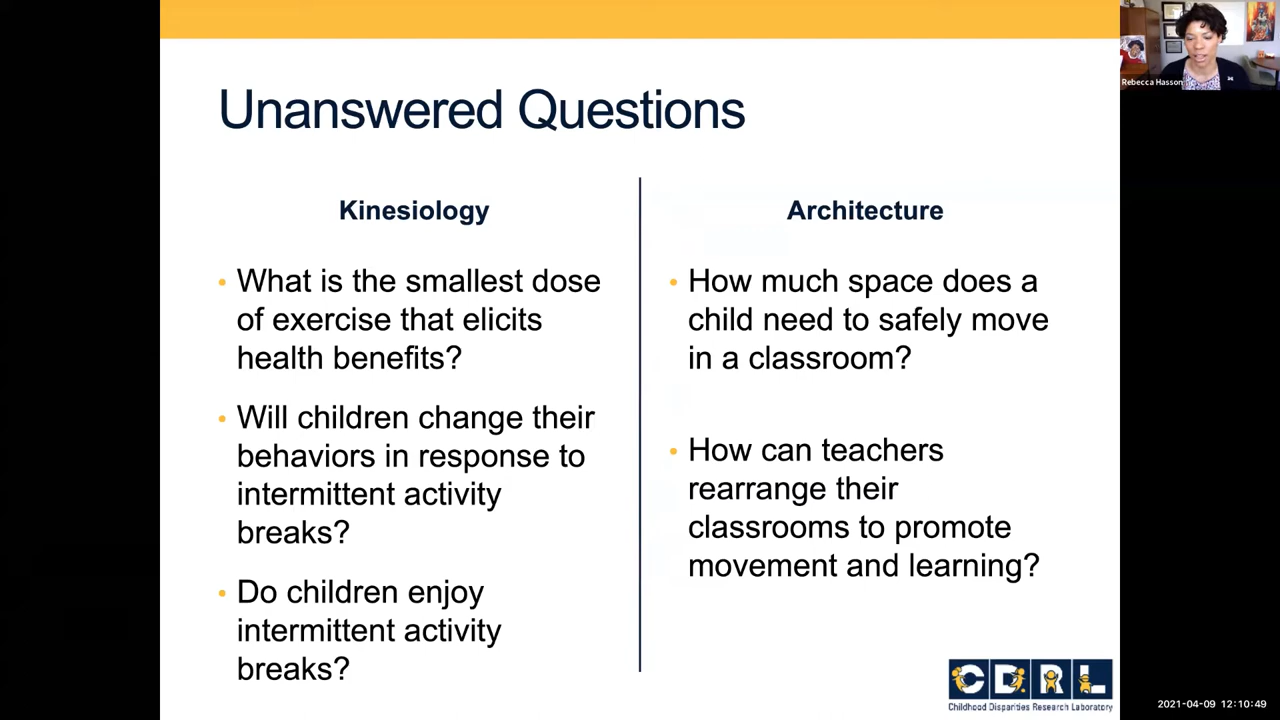 Unanswered Questions
Kinesiology
• What is the smallest dose
of exercise that elicits
health benefits?
• Will children change their
behaviors in response to
intermittent activity
breaks?
• Do children enjoy
intermittent activity
breaks?
Architecture
• How much space does a
child need to safely move
in a classroom?
• How can teachers
rearrange their
classrooms to promote
movement and learning?
CDRL
Childhood Disparities Research Laboratory
Rebecca Hasson
2021-04-09 12:10:49